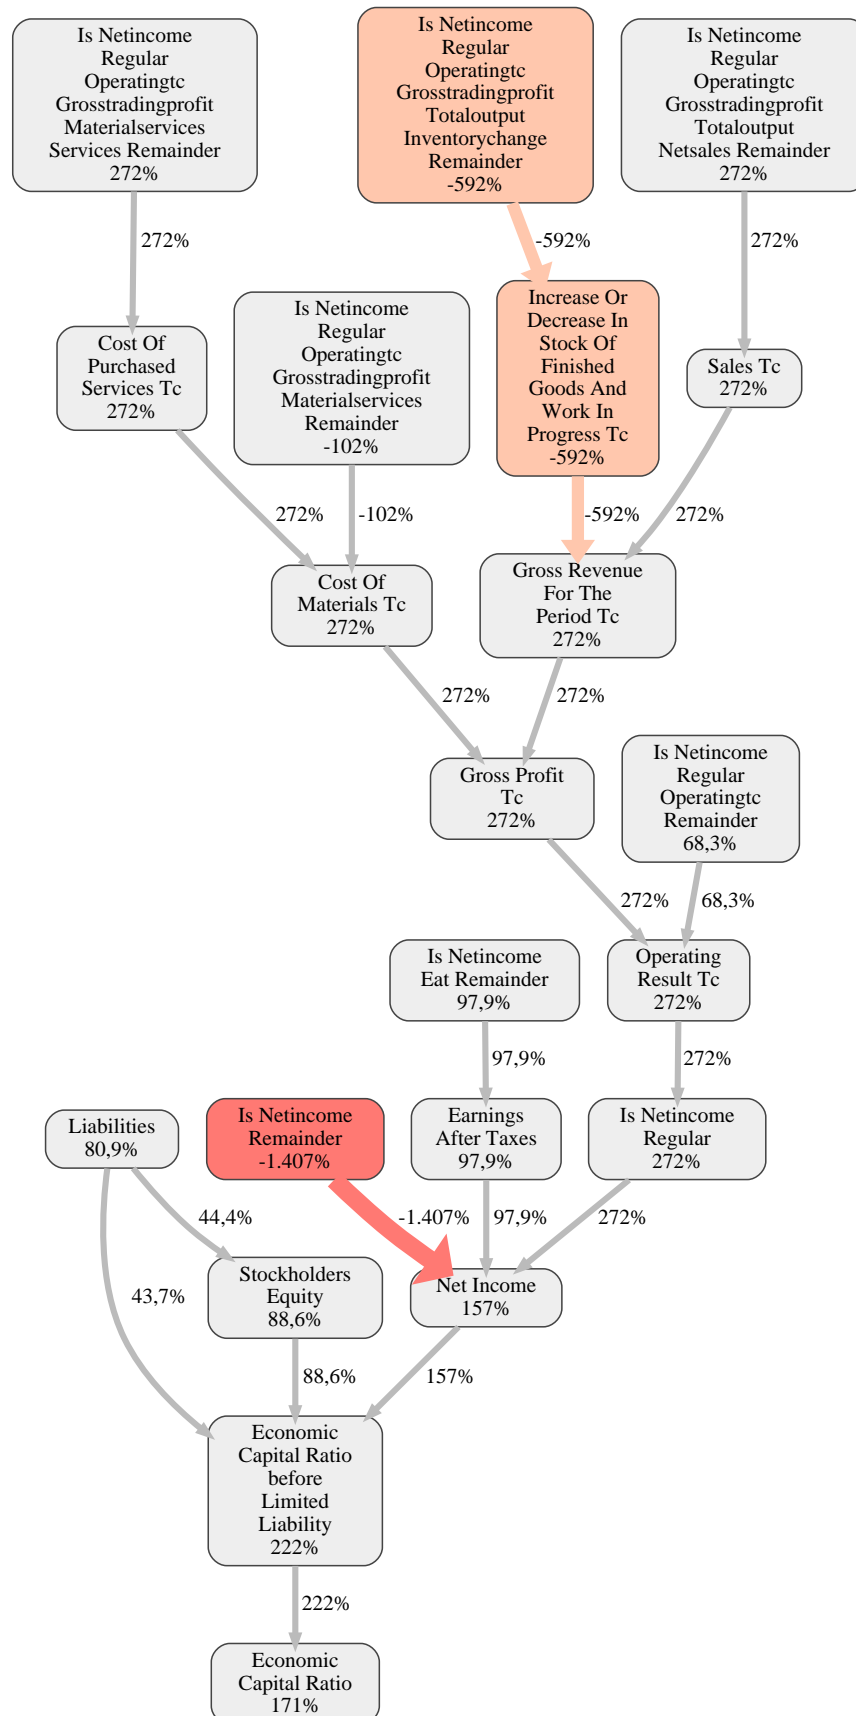 Is Netincome
Regular
Operatingtc
Grosstradingprofit
Materialservices
Services Remainder
272%
Is Netincome
Regular
Operatingtc
Grosstradingprofit
Totaloutput
Inventorychange
Remainder
-592%
Is Netincome
Regular
Operatingtc
Grosstradingprofit
Totaloutput
Netsales Remainder
272%
272%
-592%
272%
Cost Of
Purchased
Services Tc
272%
Is Netincome
Regular
Operatingtc
Grosstradingprofit
Materialservices
Remainder
-102%
Increase Or
Decrease In
Stock Of
Finished
Goods And
Work In
Progress Tc
-592%
Sales Tc
272%
272%
-102%
-592%
272%
Cost Of
Materials Tc
272%
Gross Revenue
For The
Period Tc
272%
272%
272%
Gross Profit
Tc
272%
Is Netincome
Regular
Operatingtc
Remainder
68,3%
272%
68,3%
Is Netincome
Eat Remainder
97,9%
Operating
Result Tc
272%
97,9%
272%
Liabilities
80,9%
Is Netincome
Remainder
-1.407%
Earnings
After Taxes
97,9%
Is Netincome
Regular
272%
44,4%
-1.407%
97,9%
272%
43,7%
Stockholders
Equity
88,6%
Net Income
157%
88,6%
157%
Economic
Capital Ratio
before
Limited
Liability
222%
222%
Economic
Capital Ratio
171%